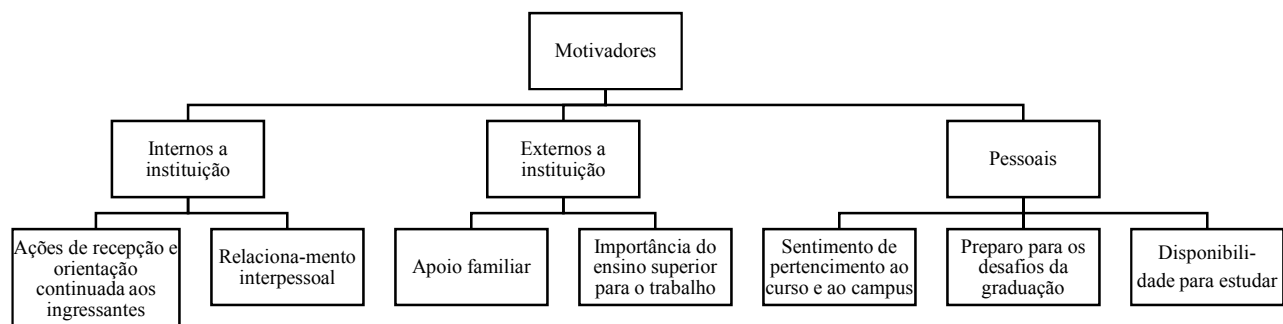 Motivadores
Internos a
instituição
Externos a
instituição
Pessoais
Ações de recepção e
orientação
continuada aos
ingressantes
Relaciona-mento
interpessoal
Apoio familiar
Importância do
ensino superior
para o trabalho
Sentimento de
pertencimento ao
curso e ao campus
Preparo para os
desafios da
graduação
Disponibili-
dade para estudar